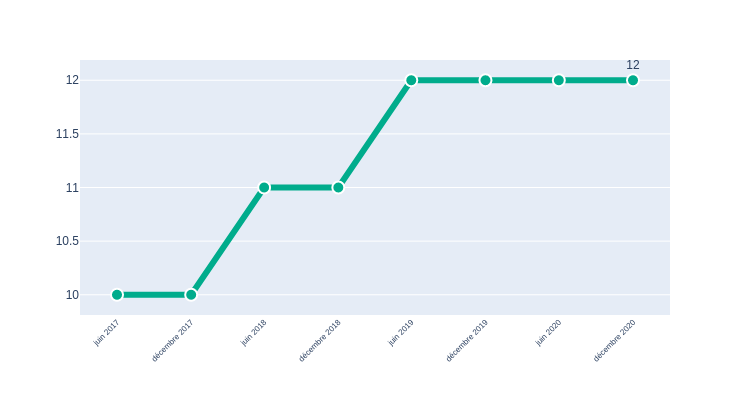 12
12
11.5
11
10.5
10
juin 2017
décembre 2017
juin 2018
décembre 2018
juin 2019
décembre 2019
juin 2020
décembre 2020